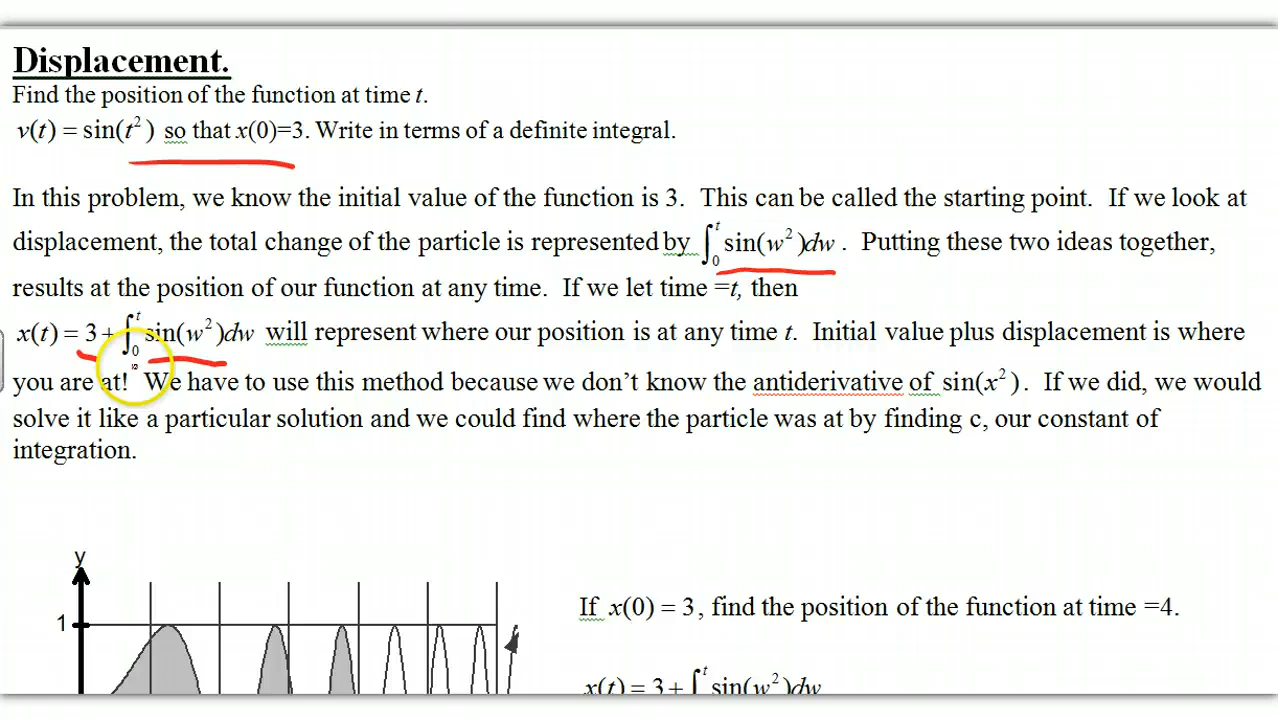 Displacement.
Find the position of the function at time t.
v(t) = sin(t²) so that x(0)=3. Write in terms of a definite integral.
In this problem, we know the initial value of the function is 3. This can be called the starting point. If we look at
displacement, the total change of the particle is represented by ∫₀ᵗ sin(w²)dw . Putting these two ideas together,
results at the position of our function at any time. If we let time =t, then
x(t) = 3 + ∫₀ᵗ sin(w²)dw will represent where our position is at any time t. Initial value plus displacement is where
you are at! We have to use this method because we don't know the antiderivative of sin(x²). If we did, we would
solve it like a particular solution and we could find where the particle was at by finding c, our constant of
integration.
y
1
If x(0) = 3, find the position of the function at time =4.
x(t) = 3 + ∫ᵗ sin(w²)dw